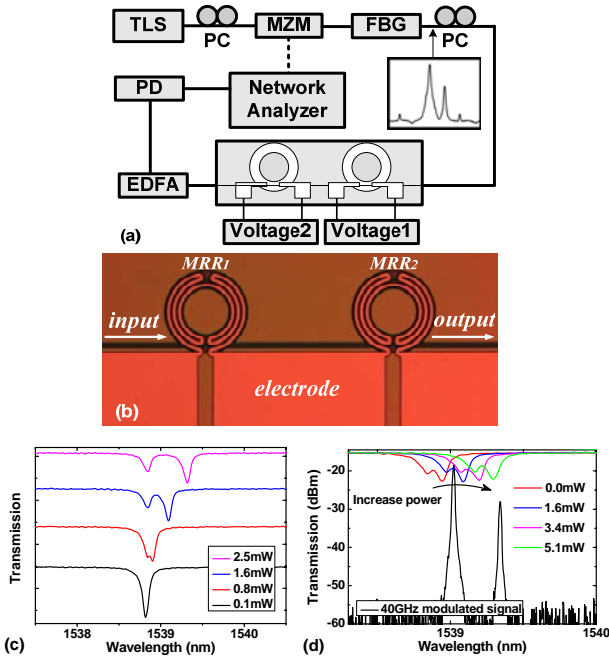 TLS
PC
MZM
FBG
PC
PD
Network
Analyzer
EDFA
Voltage2
Voltage1
(a)
MRR1
MRR2
input
output
electrode
(b)
Transmission
2.5mW
1.6mW
0.8mW
0.1mW
1538
1539
1540
Wavelength (nm)
(c)
Transmission (dBm)
-20
-30
-40
-50
-60
Increase power
0.0mW
1.6mW
3.4mW
5.1mW
40GHz modulated signal
1539
1540
Wavelength (nm)
(d)